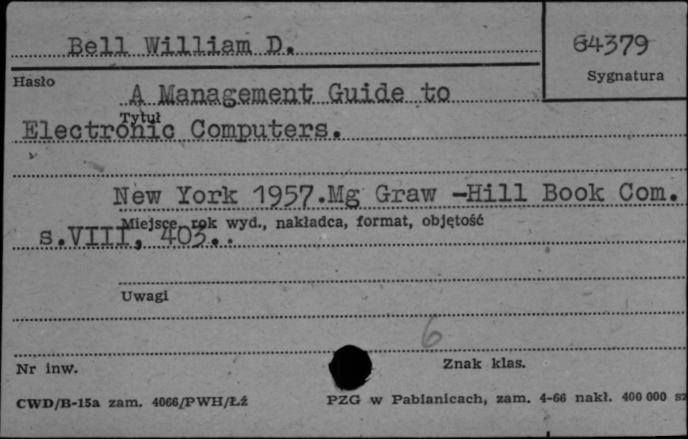 Bell William D.
64379
Hasło
Sygnatura
A Management Guide to
Tytuł
Electronic Computers.
New York 1957.Mg Graw -Hill Book Com.
Miejsce, rok wyd., nakładca, format, objętość
s.VIII, 403..
Uwagi
6
Nr inw.
Znak klas.
CWD/B-15a zam. 4066/PWH/Łź
PZG w Pabianicach, zam. 4-66 nakł. 400 000 sz